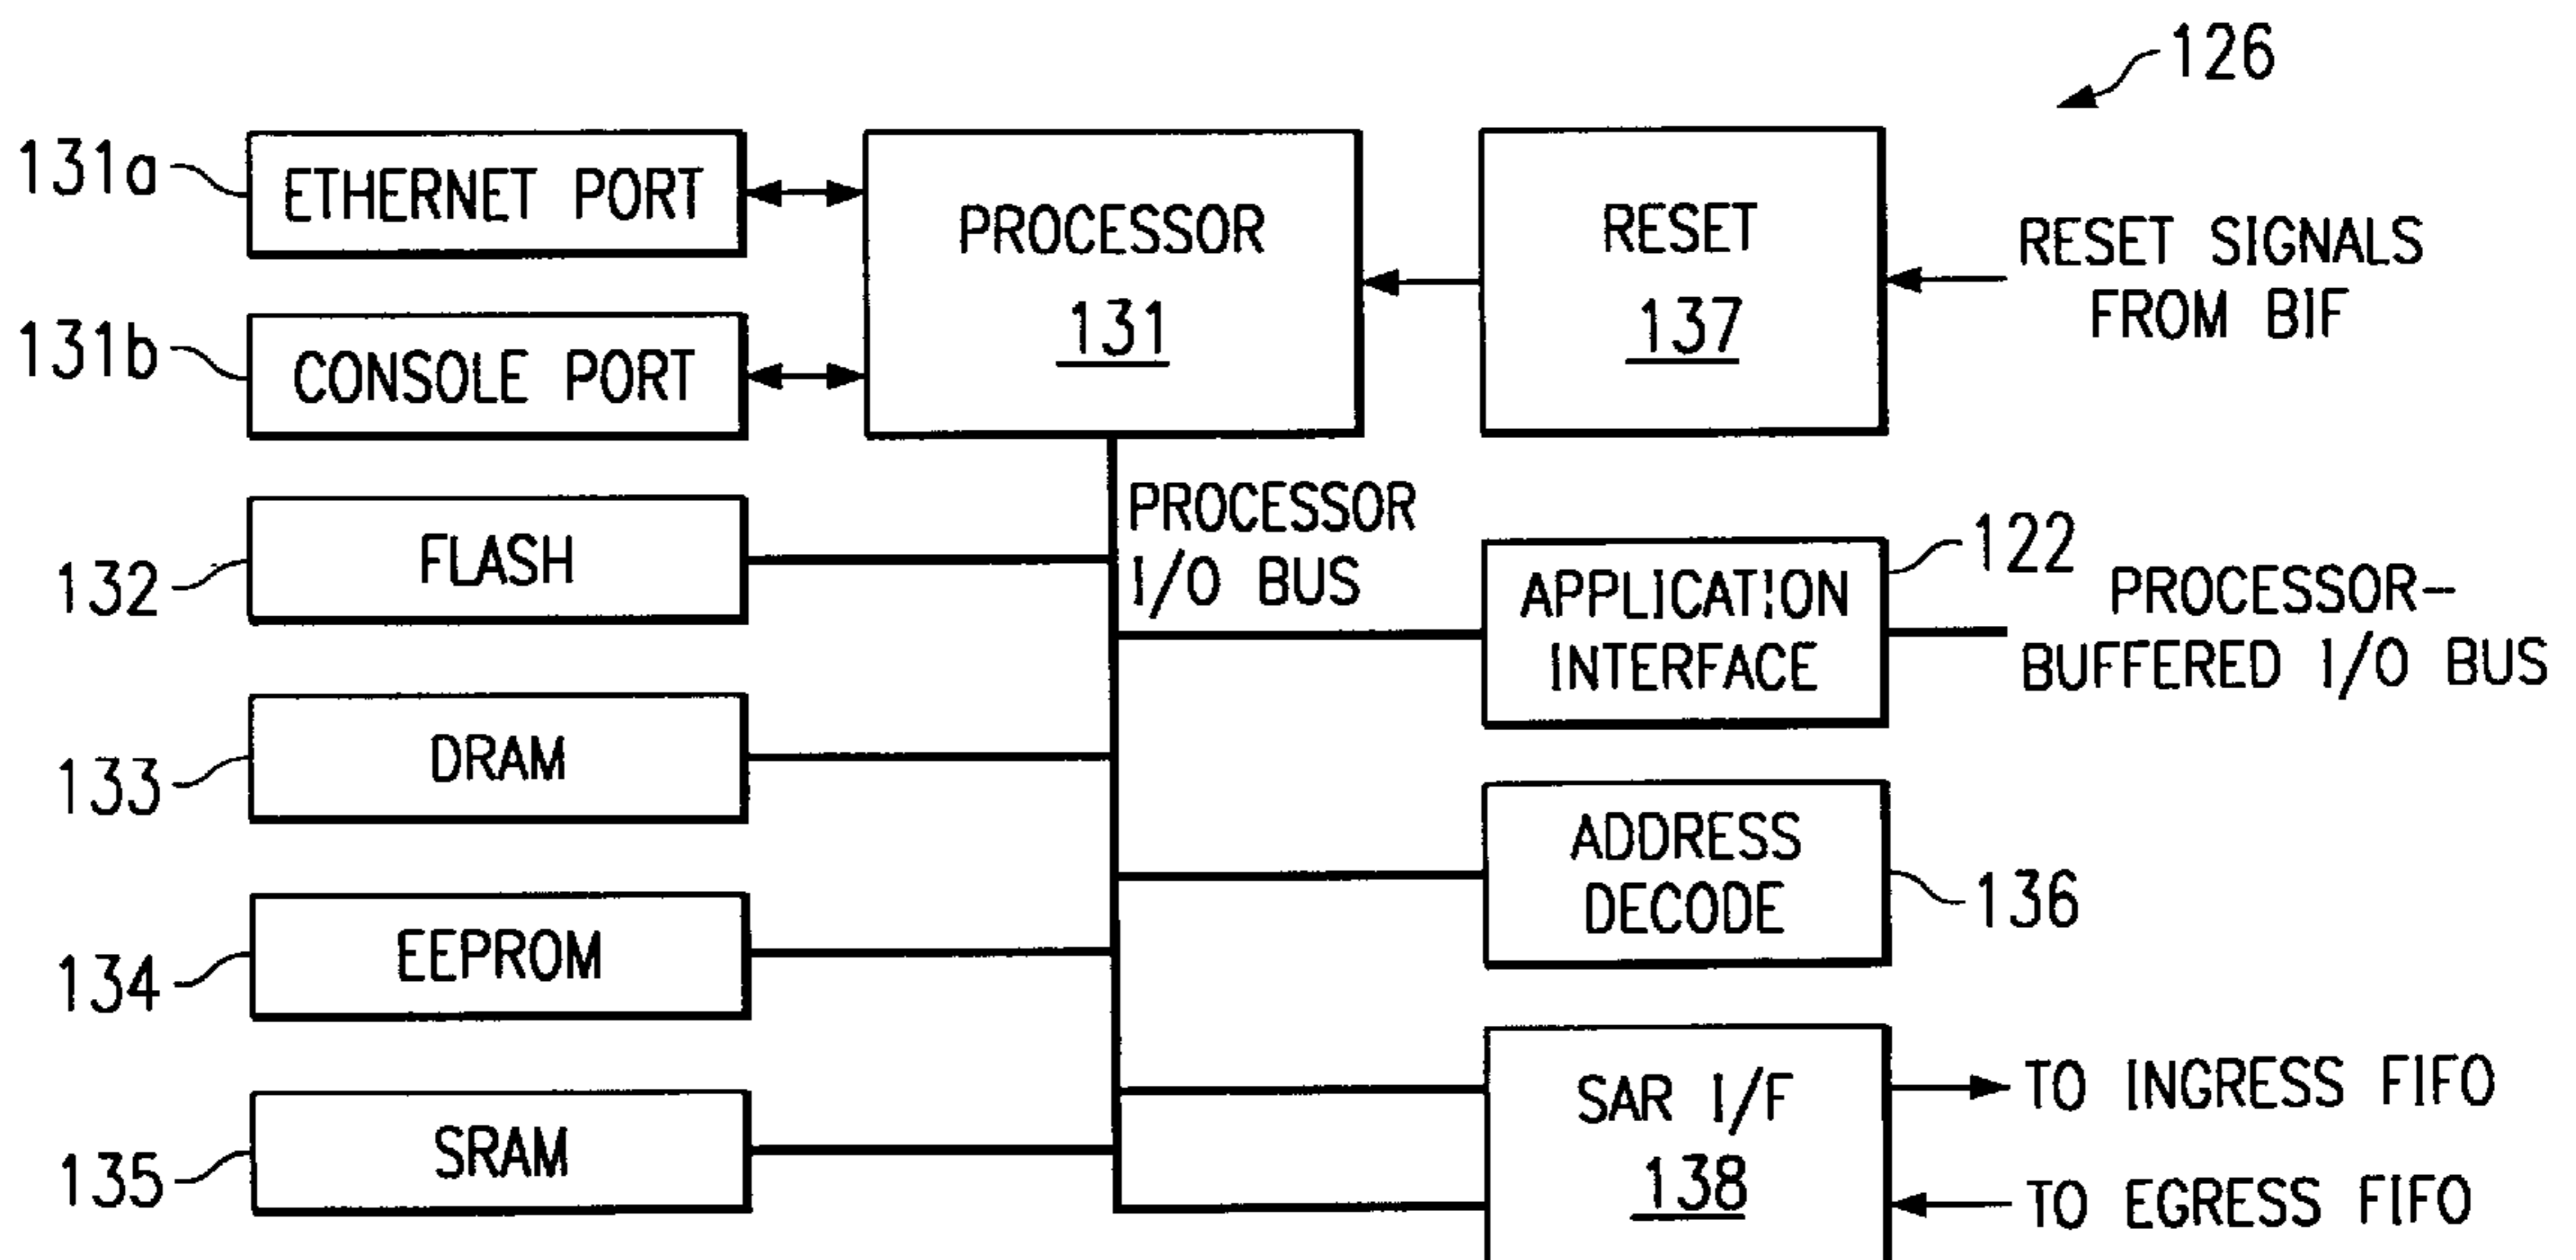 126
131a
ETHERNET PORT
PROCESSOR
131
RESET
137
RESET SIGNALS
FROM BIF
131b
CONSOLE PORT
132
FLASH
PROCESSOR
I/O BUS
APPLICATION
INTERFACE
122
PROCESSOR-
BUFFERED I/O BUS
133
DRAM
ADDRESS
DECODE
136
134
EEPROM
135
SRAM
SAR I/F
138
TO INGRESS FIFO
TO EGRESS FIFO